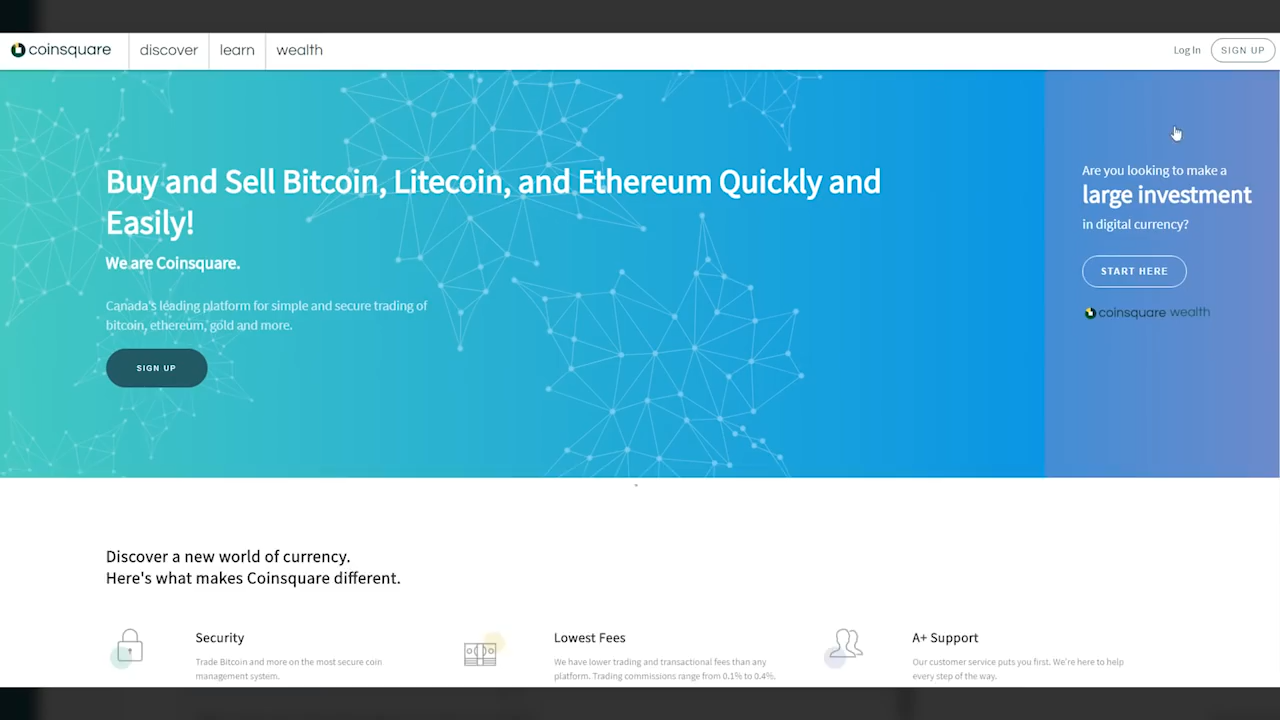 coinsquare
discover
learn
wealth
Log In
SIGN UP
Buy and Sell Bitcoin, Litecoin, and Ethereum Quickly and
Easily!
We are Coinsquare.
Canada's leading platform for simple and secure trading of
bitcoin, ethereum, gold and more.
SIGN UP
Are you looking to make a
large investment
in digital currency?
START HERE
coinsquare wealth
Discover a new world of currency.
Here's what makes Coinsquare different.
Security
Trade Bitcoin and more on the most secure coin
management system.
Lowest Fees
We have lower trading and transactional fees than any
platform. Trading commissions range from 0.1% to 0.4%.
A+ Support
Our customer service puts you first. We're here to help
every step of the way.